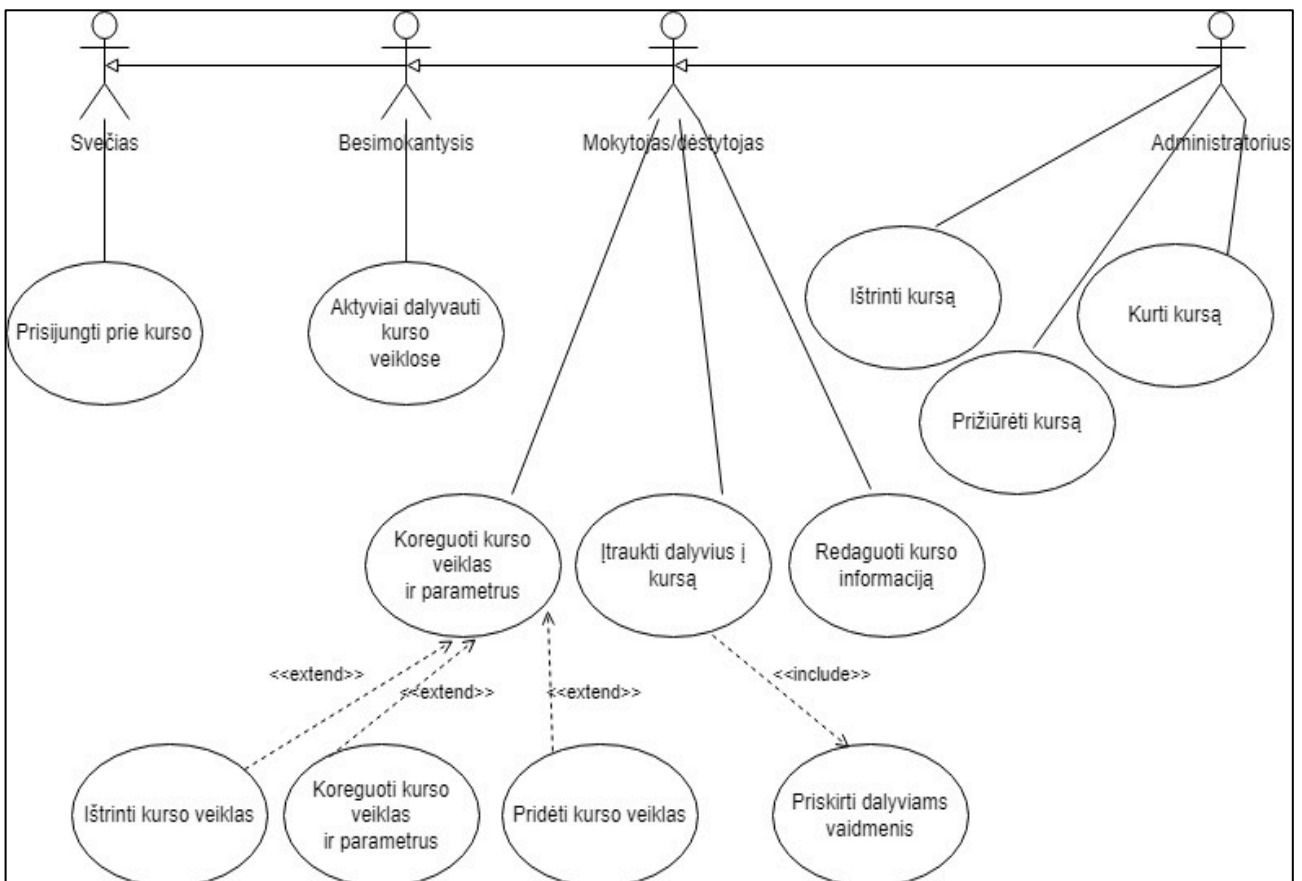 Svečias
Besimokantysis
Mokytojas/dėstytojas
Administratorius
Prisijungti prie kurso
Aktyviai dalyvauti
kurso
veiklose
Ištrinti kursą
Kurti kursą
Prižiūrėti kursą
Koreguoti kurso
veiklas
ir parametrus
Įtraukti dalyvius į
kursą
Redaguoti kurso
informaciją
<<extend>>
<<extend>>
<<extend>>
<<include>>
Ištrinti kurso veiklas
Koreguoti kurso
veiklas
ir parametrus
Pridėti kurso veiklas
Priskirti dalyviams
vaidmenis